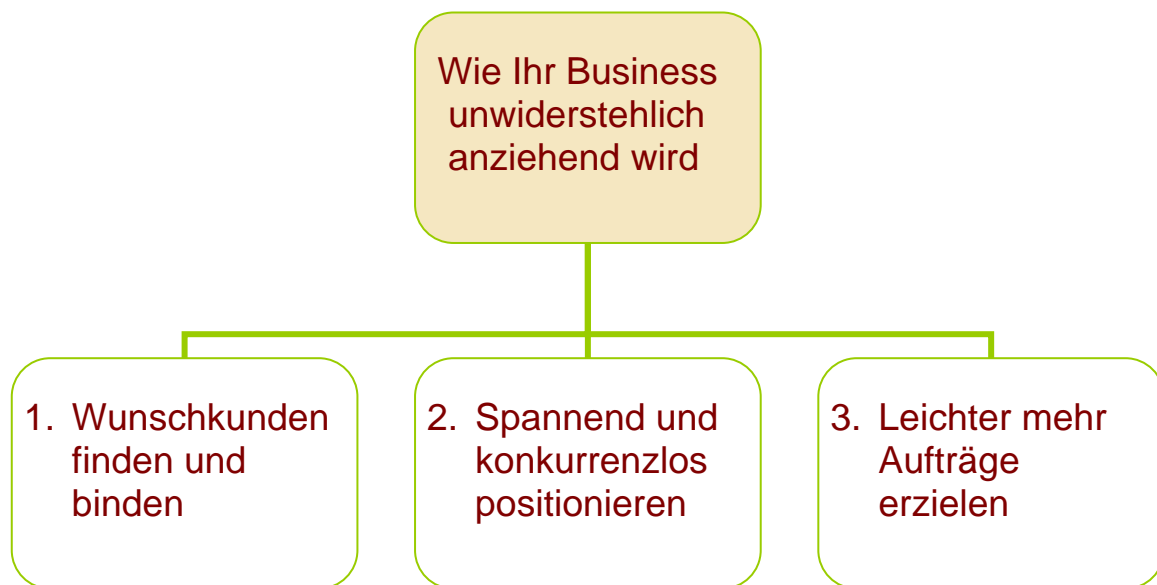 Wie Ihr Business
unwiderstehlich
anziehend wird
1. Wunschkunden
finden und
binden
2. Spannend und
konkurrenzlos
positionieren
3. Leichter mehr
Aufträge
erzielen